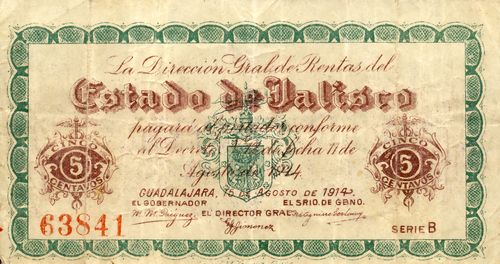 La Dirección Gral. de Rentas del
Estado de Jalisco
pagará al portador conforme
al Decreto de fecha 11 de
Agosto de 1914.
CINCO 5 CENTAVOS
CINCO 5 CENTAVOS
GUADALAJARA, 15 DE AGOSTO DE 1914.
EL GOBERNADOR
EL SRIO. DE GBNO.
EL DIRECTOR GRAL.
63841
SERIE B